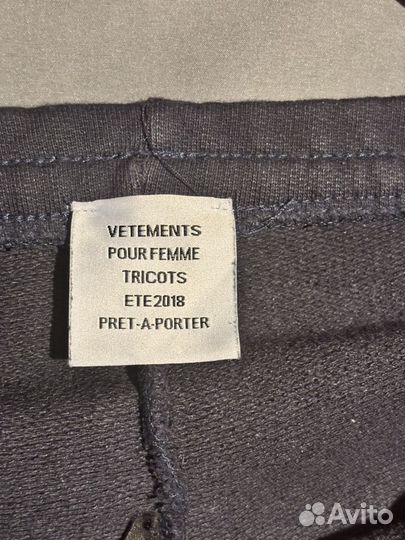 VETEMENTS
POUR FEMME
TRICOTS
ETE2018
PRET-A-PORTER
Avito